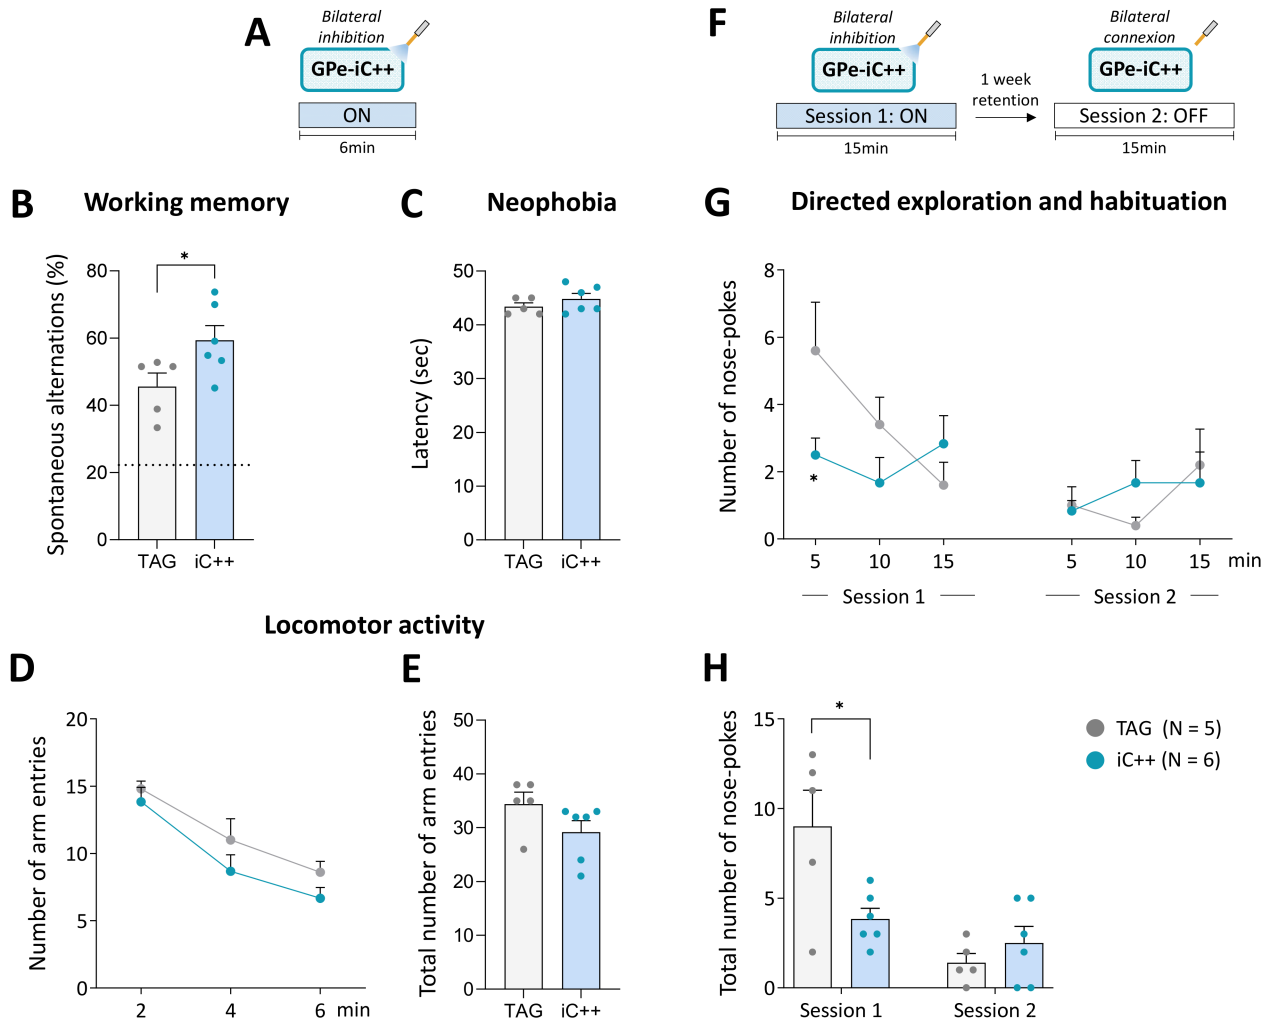 A
Bilateral
inhibition
GPe-iC++
ON
6min
F
Bilateral
inhibition
GPe-iC++
Session 1: ON
15min
1 week
retention
Bilateral
connexion
GPe-iC++
Session 2: OFF
15min
B
Working memory
Spontaneous alternations (%)
80
60
40
20
0
*
TAG
iC++
C
Neophobia
Latency (sec)
50
40
30
20
10
0
TAG
iC++
G
Directed exploration and habituation
Number of nose-pokes
8
6
4
2
0
*
5
10
15
5
10
15
min
Session 1
Session 2
Locomotor activity
D
Number of arm entries
20
15
10
5
0
2
4
6
min
E
Total number of arm entries
50
40
30
20
10
0
TAG
iC++
H
Total number of nose-pokes
15
10
5
0
*
Session 1
Session 2
TAG (N = 5)
iC++ (N = 6)